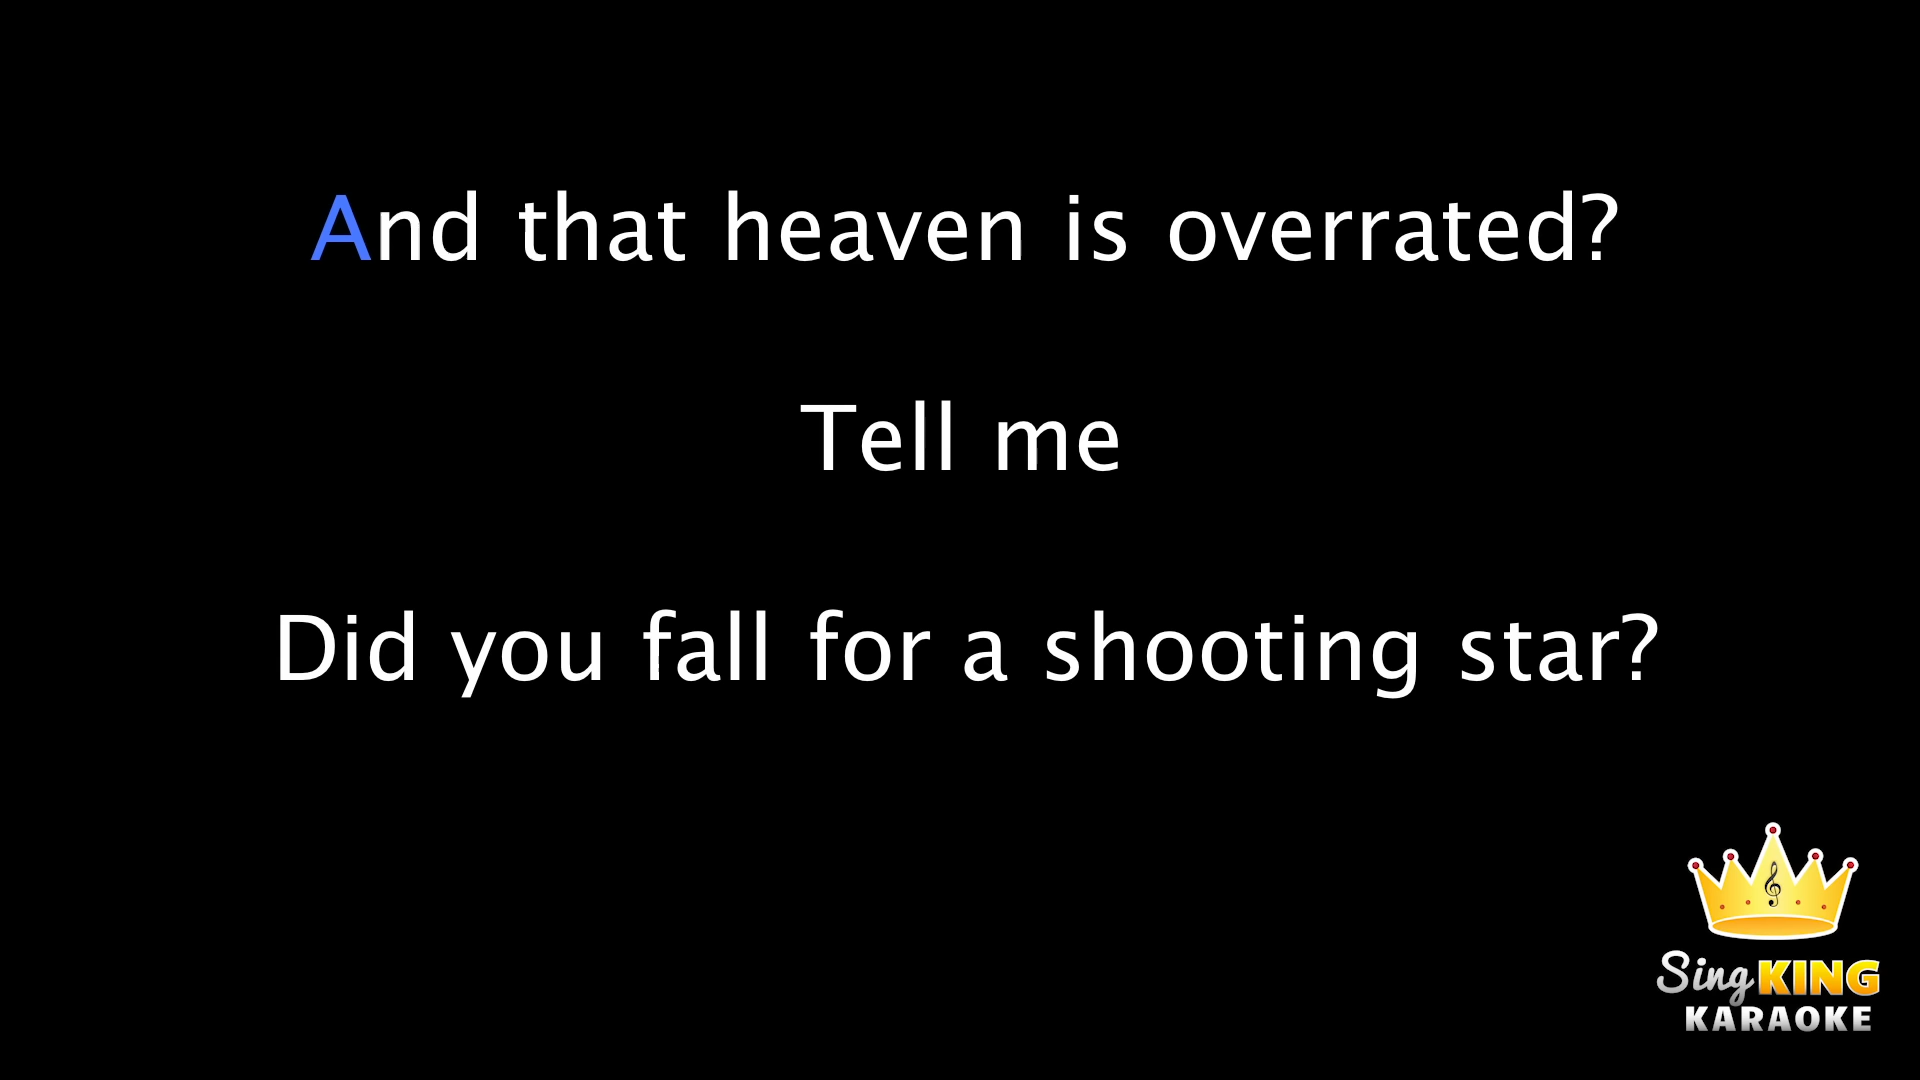 And that heaven is overrated?
Tell me
Did you fall for a shooting star?
Sing KING
KARAOKE